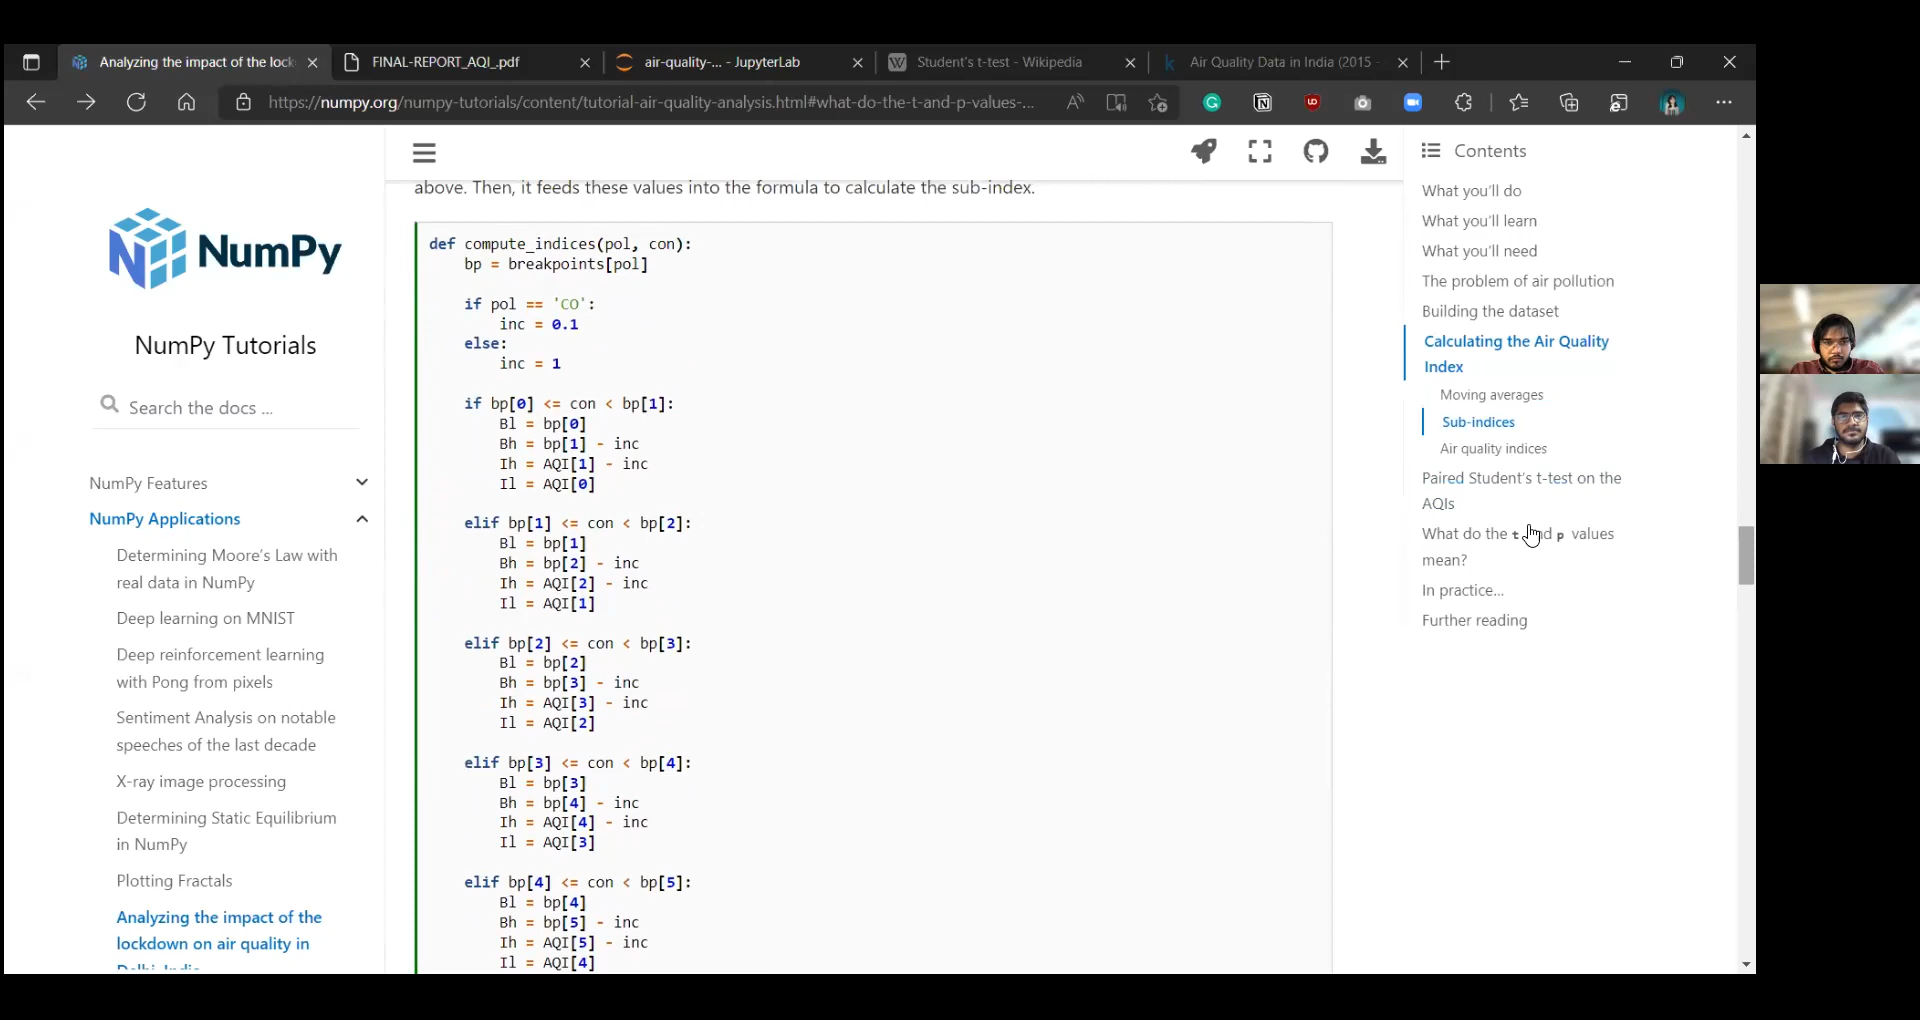 Analyzing the impact of the lock
FINAL-REPORT_AQI_.pdf
air-quality-... - JupyterLab
Student's t-test - Wikipedia
Air Quality Data in India (2015 -
https://numpy.org/numpy-tutorials/content/tutorial-air-quality-analysis.html#what-do-the-t-and-p-values-...
NumPy
NumPy Tutorials
Search the docs ...
NumPy Features
NumPy Applications
Determining Moore's Law with
real data in NumPy
Deep learning on MNIST
Deep reinforcement learning
with Pong from pixels
Sentiment Analysis on notable
speeches of the last decade
X-ray image processing
Determining Static Equilibrium
in NumPy
Plotting Fractals
Analyzing the impact of the
lockdown on air quality in
Delhi, India
above. Then, it feeds these values into the formula to calculate the sub-index.
def compute_indices(pol, con):
    bp = breakpoints[pol]
    if pol == 'CO':
        inc = 0.1
    else:
        inc = 1
    if bp[0] <= con < bp[1]:
        Bl = bp[0]
        Bh = bp[1] - inc
        Ih = AQI[1] - inc
        Il = AQI[0]
    elif bp[1] <= con < bp[2]:
        Bl = bp[1]
        Bh = bp[2] - inc
        Ih = AQI[2] - inc
        Il = AQI[1]
    elif bp[2] <= con < bp[3]:
        Bl = bp[2]
        Bh = bp[3] - inc
        Ih = AQI[3] - inc
        Il = AQI[2]
    elif bp[3] <= con < bp[4]:
        Bl = bp[3]
        Bh = bp[4] - inc
        Ih = AQI[4] - inc
        Il = AQI[3]
    elif bp[4] <= con < bp[5]:
        Bl = bp[4]
        Bh = bp[5] - inc
        Ih = AQI[5] - inc
        Il = AQI[4]
Contents
What you'll do
What you'll learn
What you'll need
The problem of air pollution
Building the dataset
Calculating the Air Quality
Index
Moving averages
Sub-indices
Air quality indices
Paired Student's t-test on the
AQIs
What do the t and p values
mean?
In practice...
Further reading